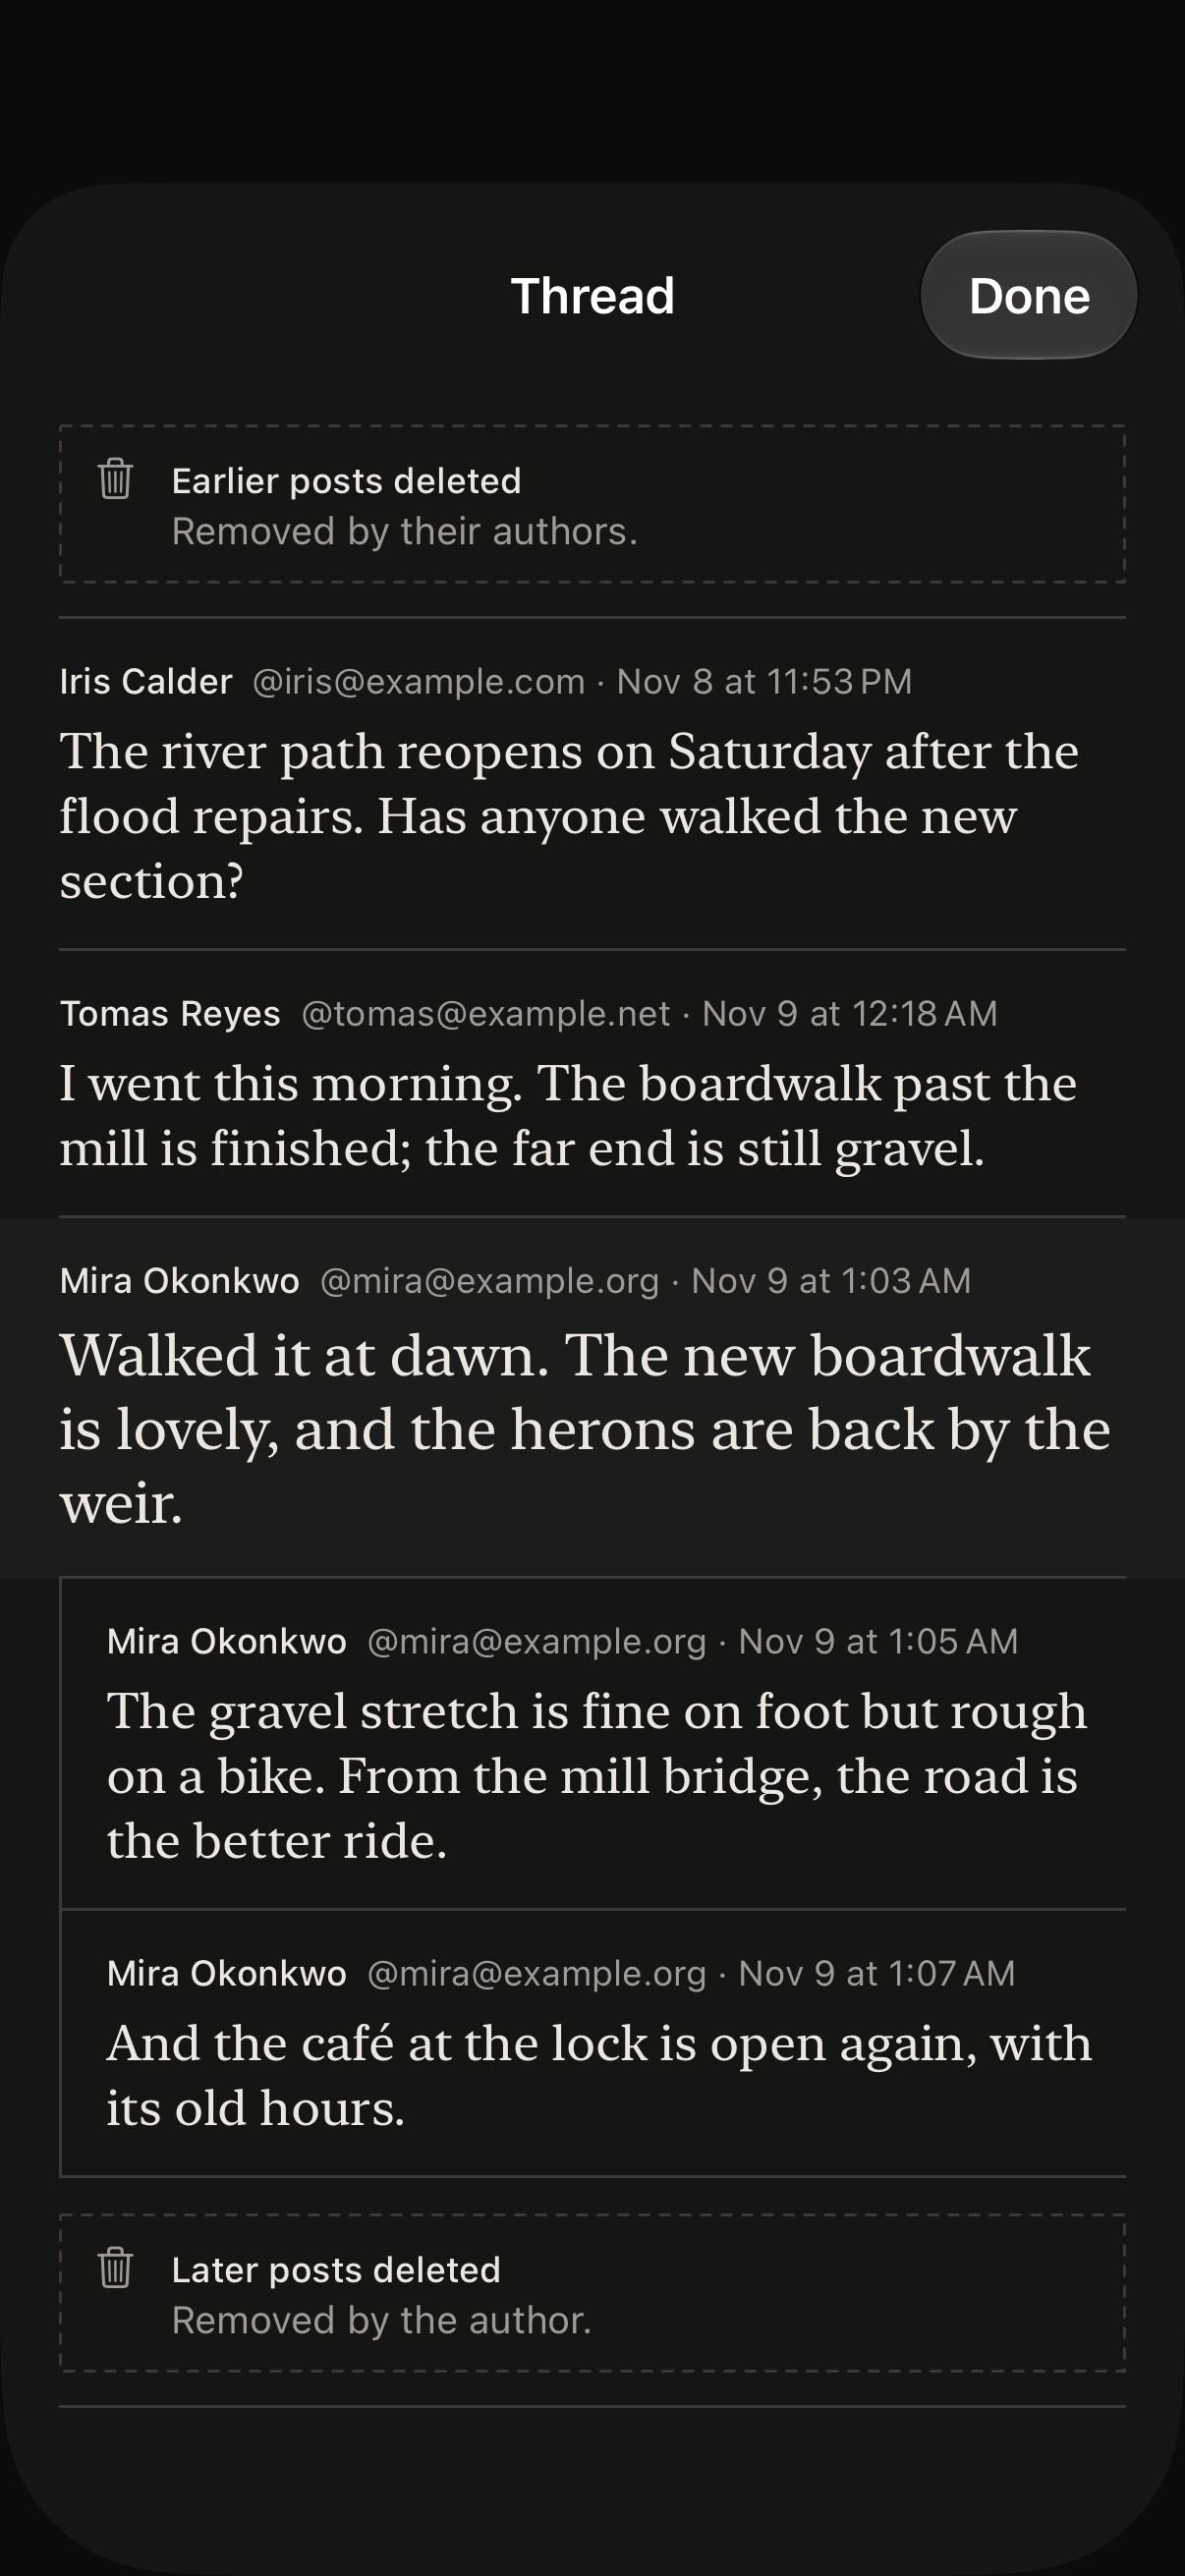 Thread
Done
Earlier posts deleted
Removed by their authors.
Iris Calder @iris@example.com · Nov 8 at 11:53 PM
The river path reopens on Saturday after the
flood repairs. Has anyone walked the new
section?
Tomas Reyes @tomas@example.net · Nov 9 at 12:18 AM
I went this morning. The boardwalk past the
mill is finished; the far end is still gravel.
Mira Okonkwo @mira@example.org · Nov 9 at 1:03 AM
Walked it at dawn. The new boardwalk
is lovely, and the herons are back by the
weir.
Mira Okonkwo @mira@example.org · Nov 9 at 1:05 AM
The gravel stretch is fine on foot but rough
on a bike. From the mill bridge, the road is
the better ride.
Mira Okonkwo @mira@example.org · Nov 9 at 1:07 AM
And the café at the lock is open again, with
its old hours.
Later posts deleted
Removed by the author.